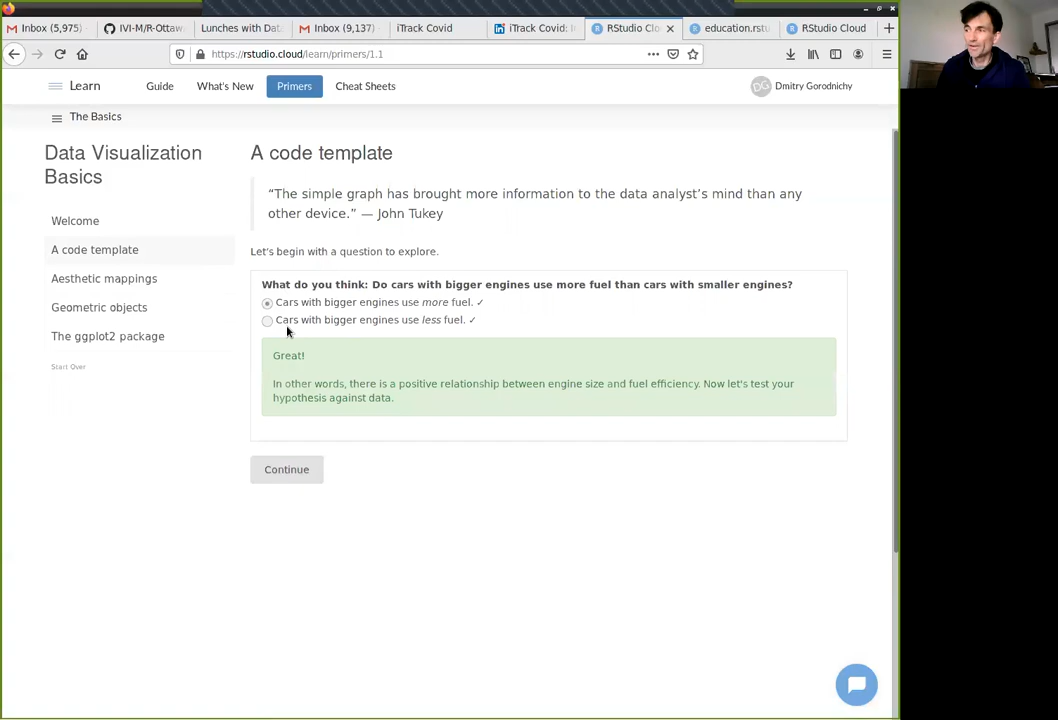 Inbox (5,975)
IVI-M/R-Ottaw
Lunches with Dat
Inbox (9,137)
iTrack Covid
iTrack Covid: I
RStudio Clo
education.rstu
RStudio Cloud
https://rstudio.cloud/learn/primers/1.1
Learn
Guide
What's New
Primers
Cheat Sheets
DG
Dmitry Gorodnichy
The Basics
Data Visualization
Basics
Welcome
A code template
Aesthetic mappings
Geometric objects
The ggplot2 package
Start Over
A code template
“The simple graph has brought more information to the data analyst’s mind than any
other device.” — John Tukey
Let’s begin with a question to explore.
What do you think: Do cars with bigger engines use more fuel than cars with smaller engines?
Cars with bigger engines use more fuel. ✓
Cars with bigger engines use less fuel. ✓
Great!
In other words, there is a positive relationship between engine size and fuel efficiency. Now let's test your
hypothesis against data.
Continue